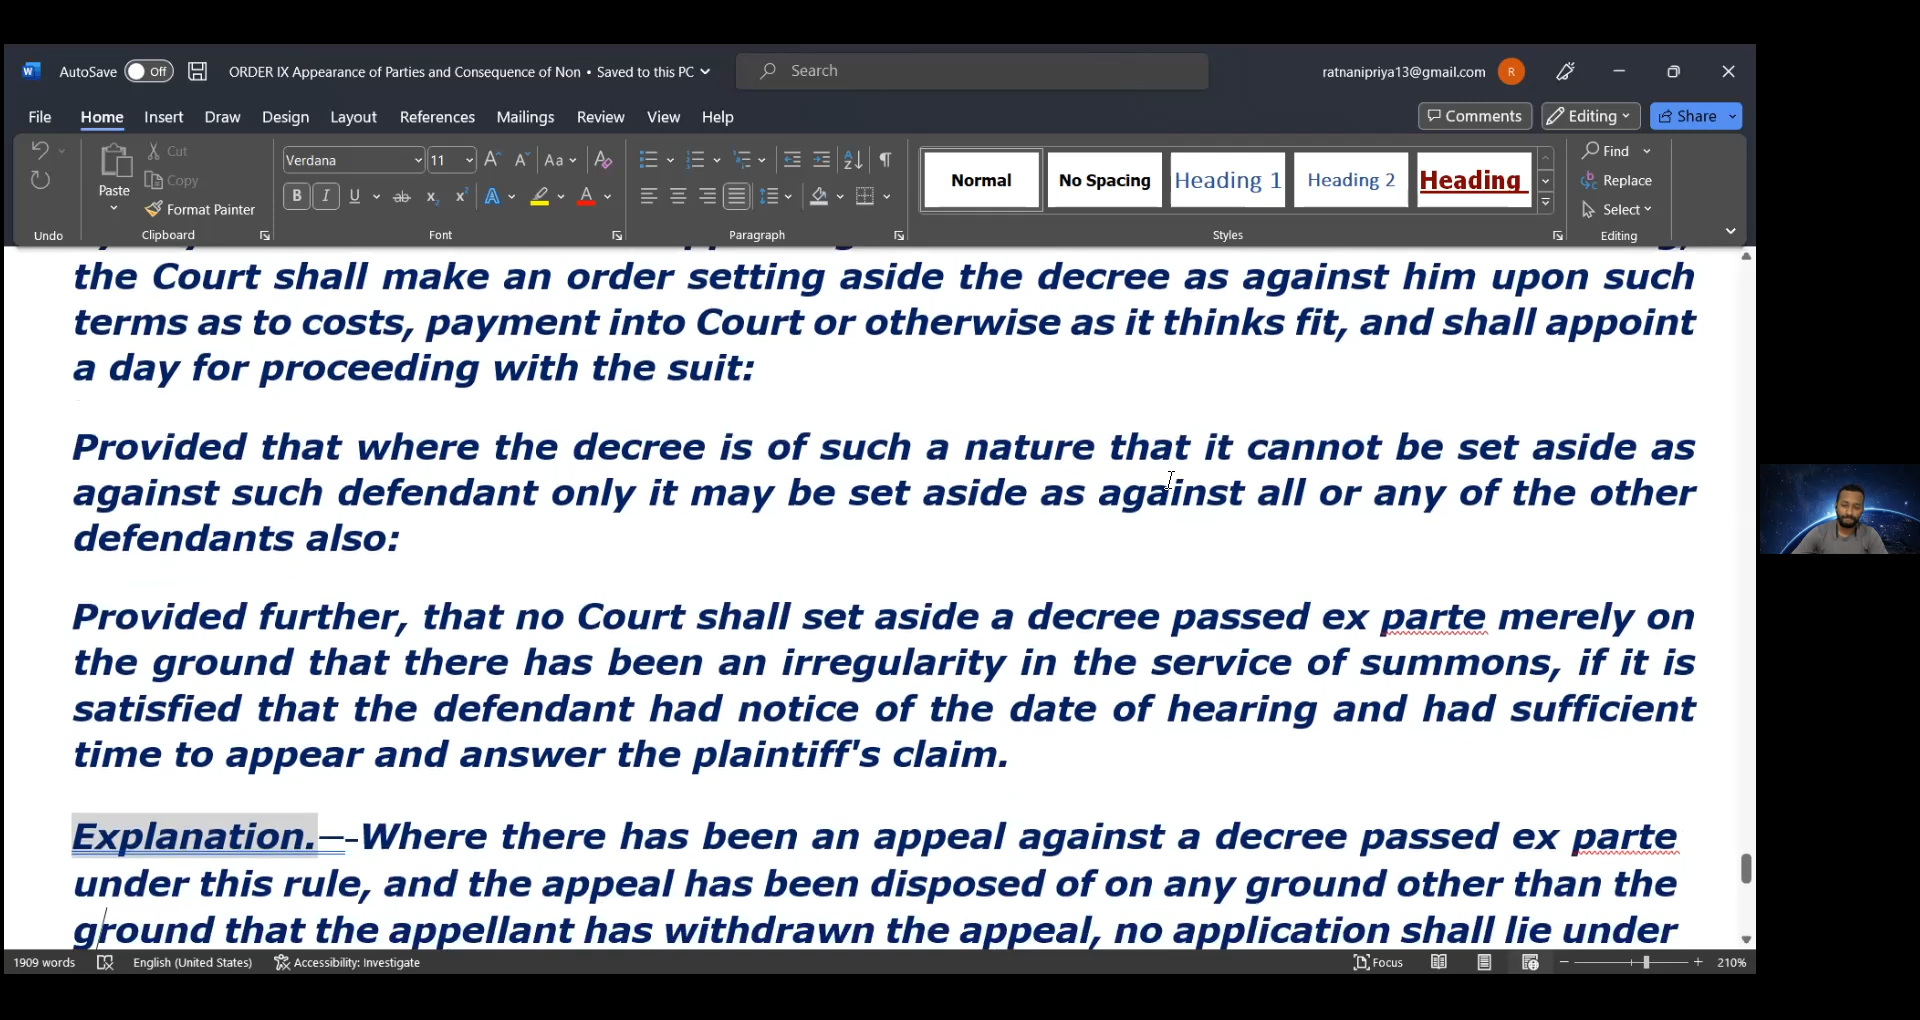 AutoSave Off ORDER IX Appearance of Parties and Consequence of Non • Saved to this PC Search ratnanipriya13@gmail.com R
File Home Insert Draw Design Layout References Mailings Review View Help Comments Editing Share
Paste Cut Copy Format Painter
Verdana 11 Aa
B I U ab x₂ x² A A
Normal No Spacing Heading 1 Heading 2 Heading
Find Replace Select
Undo Clipboard Font Paragraph Styles Editing
the Court shall make an order setting aside the decree as against him upon such
terms as to costs, payment into Court or otherwise as it thinks fit, and shall appoint
a day for proceeding with the suit:
Provided that where the decree is of such a nature that it cannot be set aside as
against such defendant only it may be set aside as against all or any of the other
defendants also:
Provided further, that no Court shall set aside a decree passed ex parte merely on
the ground that there has been an irregularity in the service of summons, if it is
satisfied that the defendant had notice of the date of hearing and had sufficient
time to appear and answer the plaintiff's claim.
Explanation.—-Where there has been an appeal against a decree passed ex parte
under this rule, and the appeal has been disposed of on any ground other than the
ground that the appellant has withdrawn the appeal, no application shall lie under
1909 words English (United States) Accessibility: Investigate Focus 210%